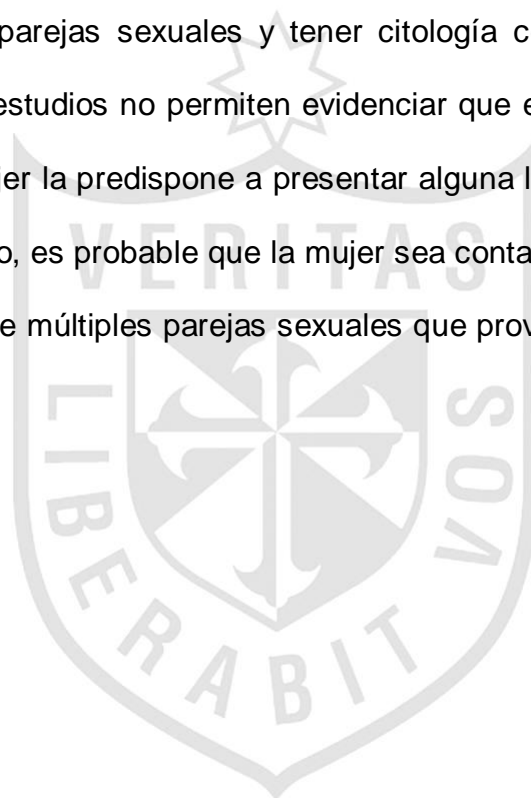 parejas sexuales y tener citología c
estudios no permiten evidenciar que e
jer la predispone a presentar alguna l
o, es probable que la mujer sea conta
e múltiples parejas sexuales que prov
VERITAS
LIBERABIT
VOS